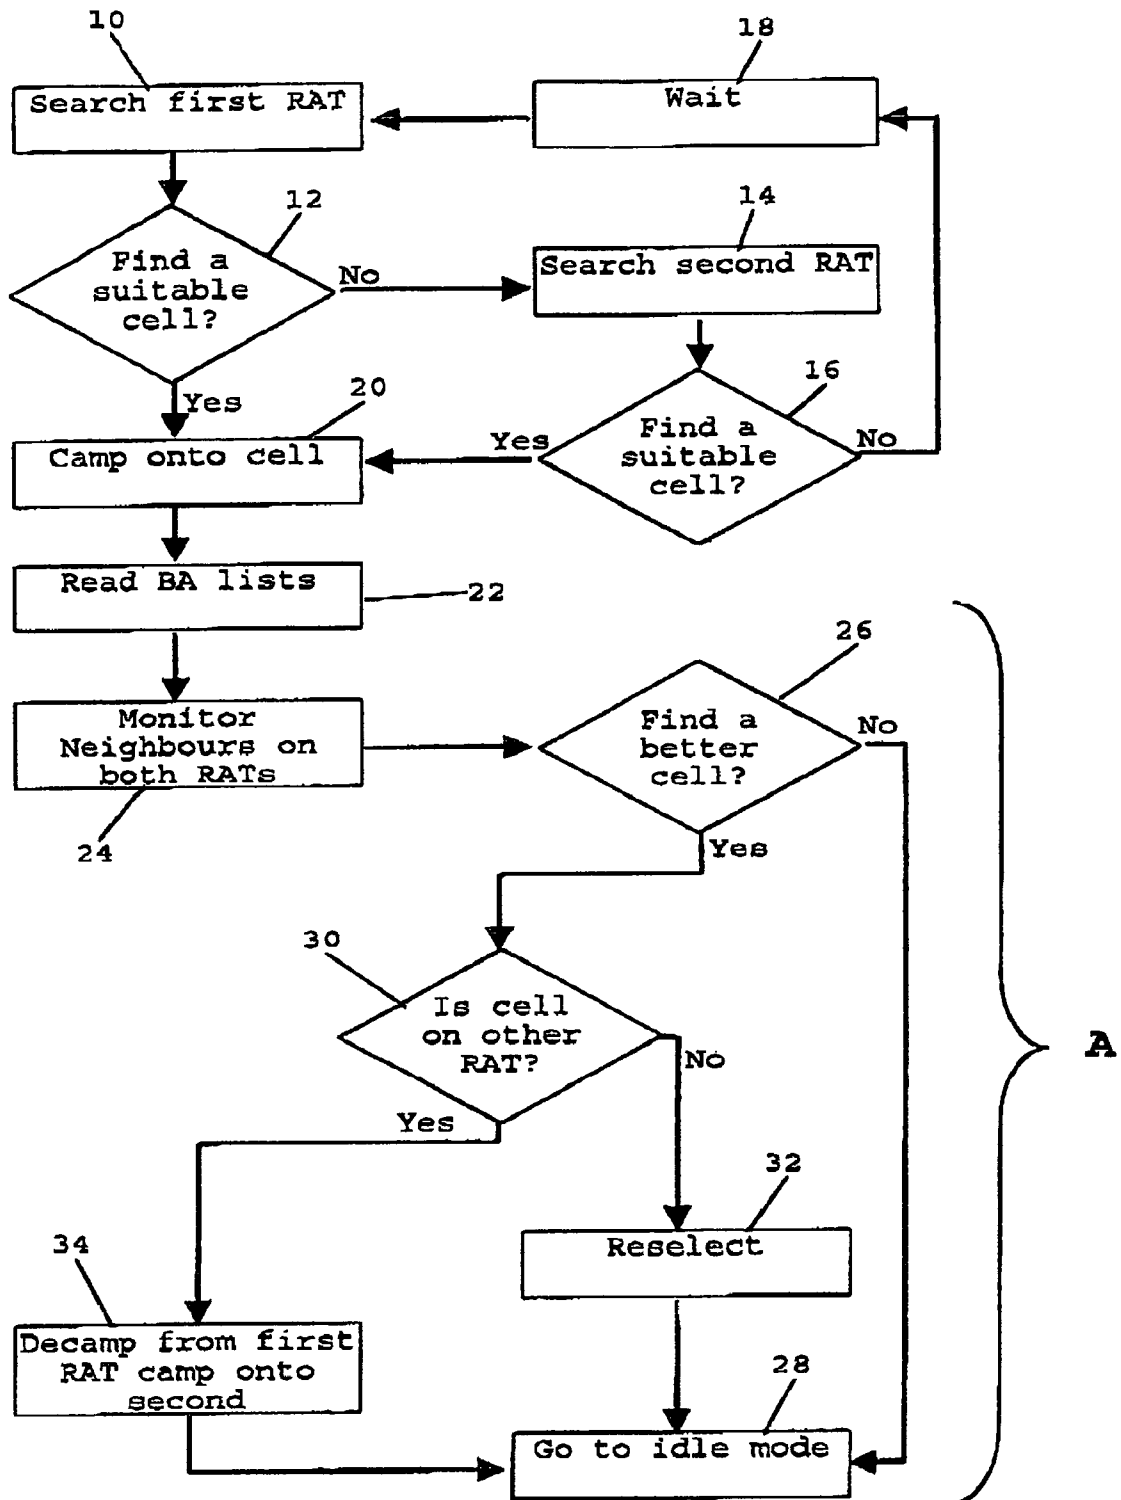 10
18
Search first RAT
Wait
12
14
Find a
suitable
cell?
No
Search second RAT
Yes
20
16
Camp onto cell
Yes
Find a
suitable
cell?
No
Read BA lists
22
26
Monitor
Neighbours on
both RATs
24
Find a
better
cell?
No
Yes
30
Is cell
on other
RAT?
No
Yes
A
32
Reselect
34
Decamp from first
RAT camp onto
second
28
Go to idle mode